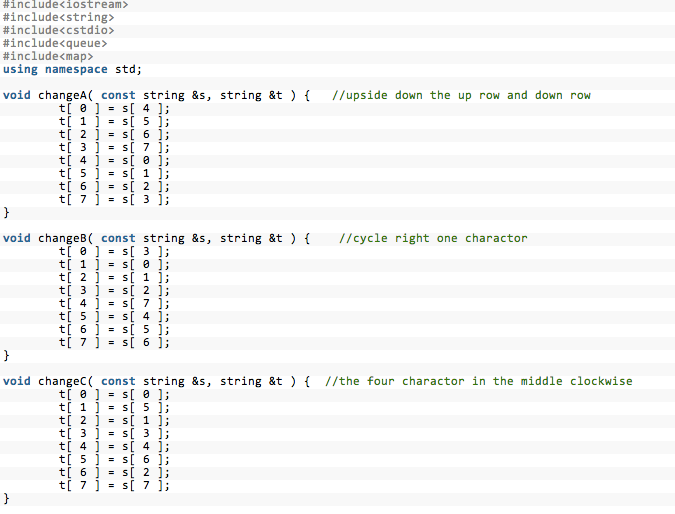 #include<iostream>
#include<string>
#include<cstdio>
#include<queue>
#include<map>
using namespace std;
void changeA( const string &s, string &t ) {   //upside down the up row and down row
        t[ 0 ] = s[ 4 ];
        t[ 1 ] = s[ 5 ];
        t[ 2 ] = s[ 6 ];
        t[ 3 ] = s[ 7 ];
        t[ 4 ] = s[ 0 ];
        t[ 5 ] = s[ 1 ];
        t[ 6 ] = s[ 2 ];
        t[ 7 ] = s[ 3 ];
}
void changeB( const string &s, string &t ) {    //cycle right one charactor
        t[ 0 ] = s[ 3 ];
        t[ 1 ] = s[ 0 ];
        t[ 2 ] = s[ 1 ];
        t[ 3 ] = s[ 2 ];
        t[ 4 ] = s[ 7 ];
        t[ 5 ] = s[ 4 ];
        t[ 6 ] = s[ 5 ];
        t[ 7 ] = s[ 6 ];
}
void changeC( const string &s, string &t ) {  //the four charactor in the middle clockwise
        t[ 0 ] = s[ 0 ];
        t[ 1 ] = s[ 5 ];
        t[ 2 ] = s[ 1 ];
        t[ 3 ] = s[ 3 ];
        t[ 4 ] = s[ 4 ];
        t[ 5 ] = s[ 6 ];
        t[ 6 ] = s[ 2 ];
        t[ 7 ] = s[ 7 ];
}